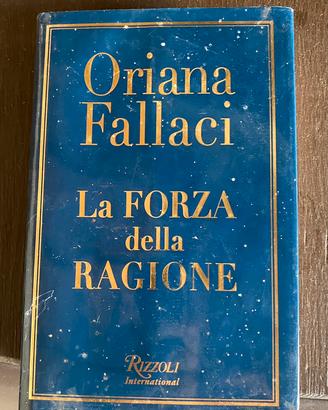 Oriana
Fallaci
La FORZA
della
RAGIONE
RIZZOLI
International